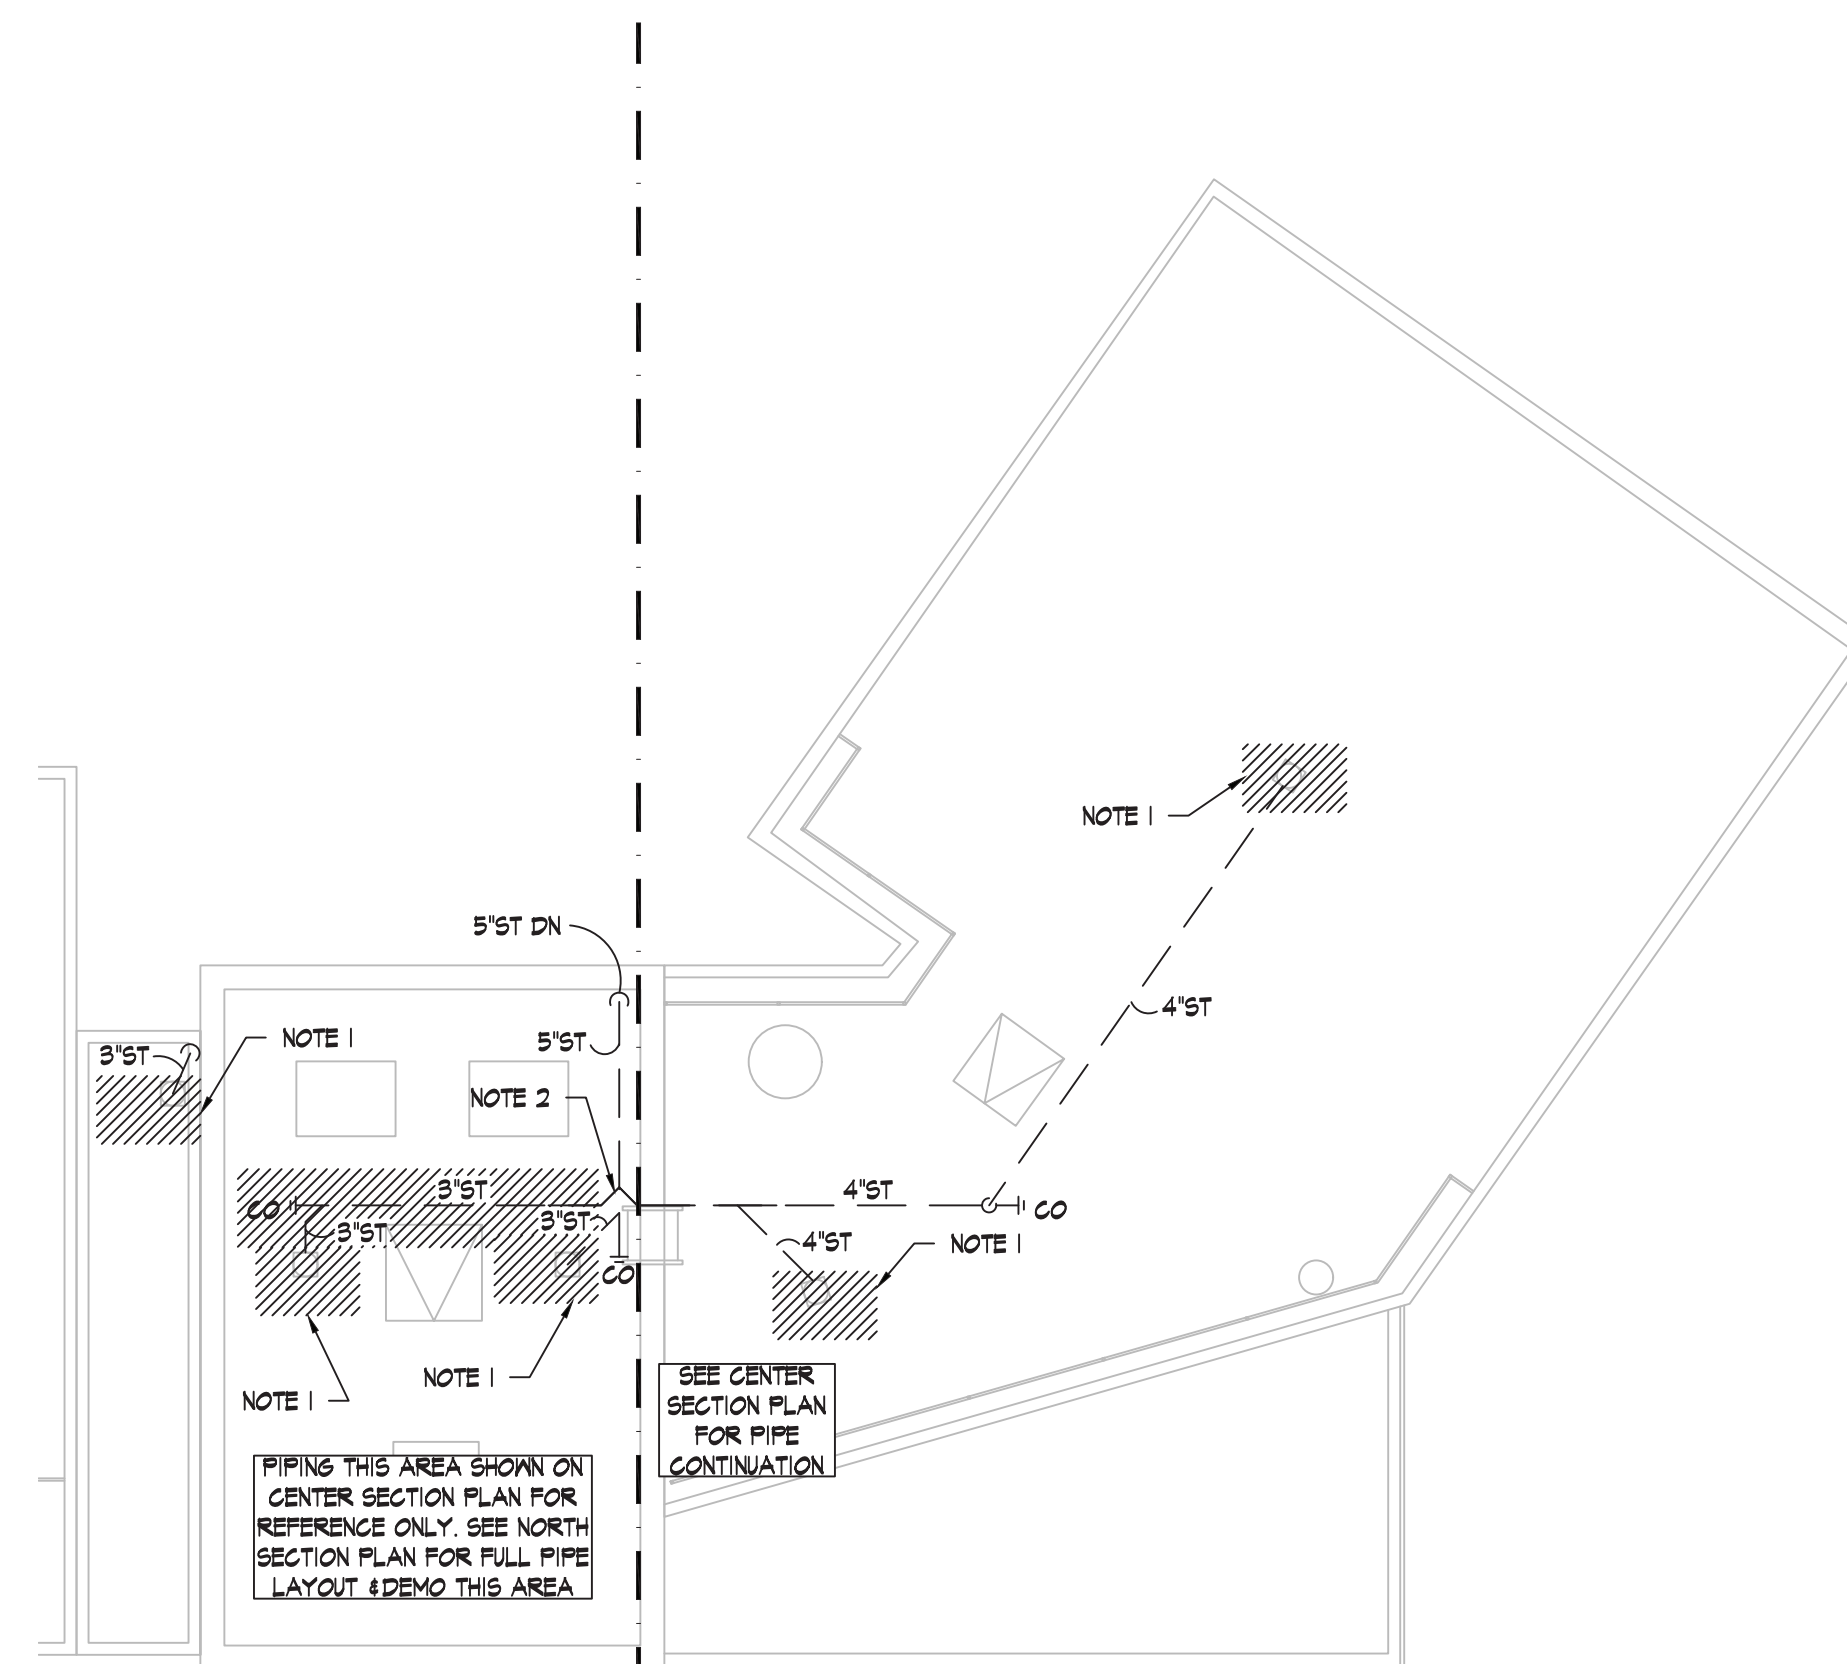 NOTE 1
5"ST DN
4"ST
3"ST
NOTE 1
5"ST
NOTE 2
3"ST
4"ST
CO
CO
3"ST
3"ST
4"ST
NOTE 1
CO
NOTE 1
NOTE 1
SEE CENTER
SECTION PLAN
FOR PIPE
CONTINUATION
PIPING THIS AREA SHOWN ON
CENTER SECTION PLAN FOR
REFERENCE ONLY. SEE NORTH
SECTION PLAN FOR FULL PIPE
LAYOUT & DEMO THIS AREA